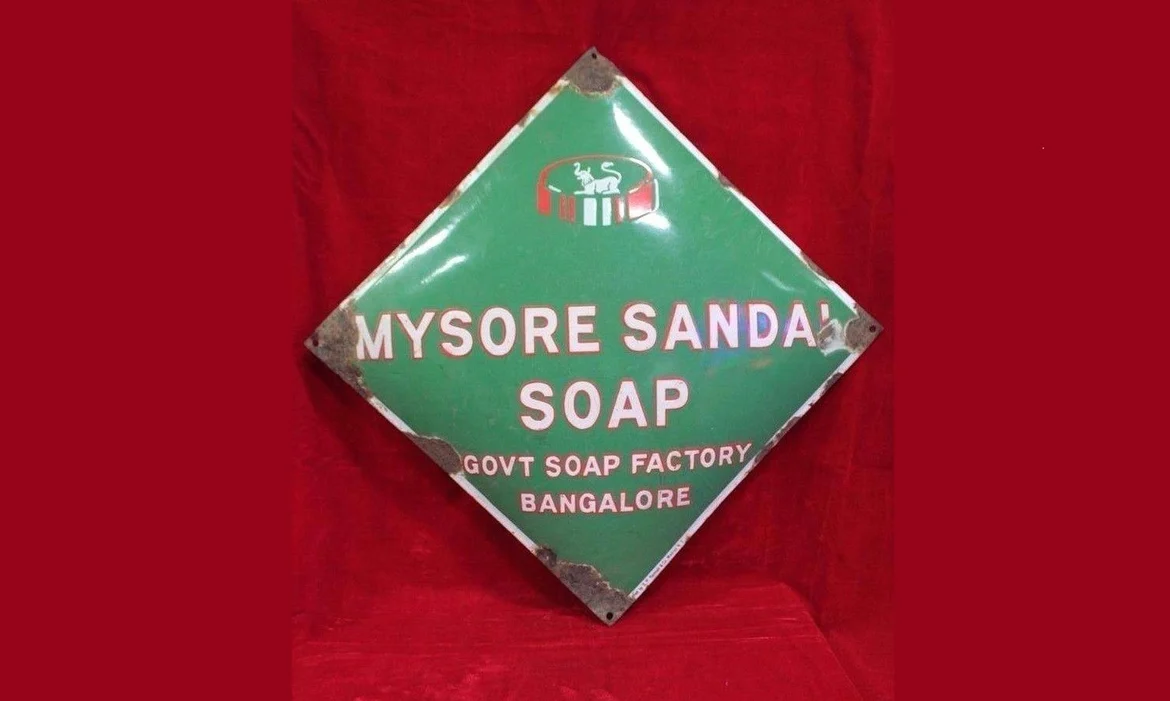 MYSORE SANDAL
SOAP
GOVT SOAP FACTORY
BANGALORE